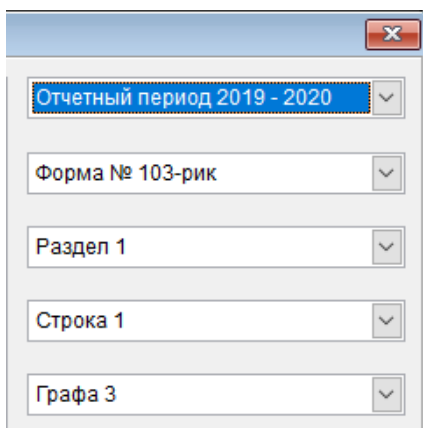 Отчетный период 2019 - 2020
Форма № 103-рик
Раздел 1
Строка 1
Графа 3